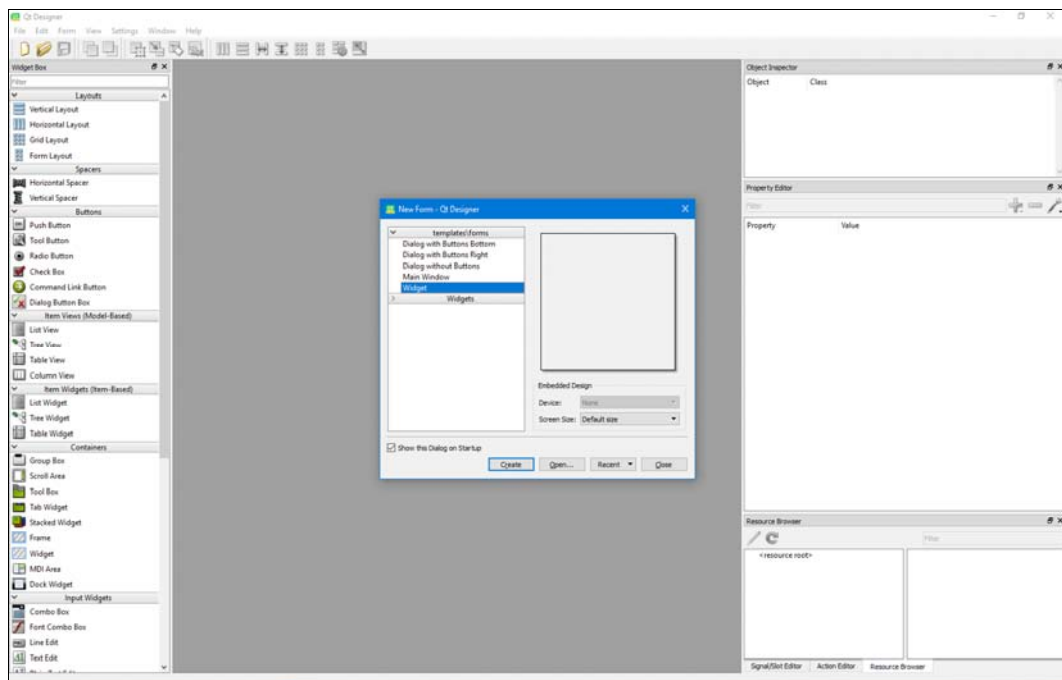 Qt Designer
File Edit Form View Settings Window Help
Widget Box
Filter
Layouts
Vertical Layout
Horizontal Layout
Grid Layout
Form Layout
Spacers
Horizontal Spacer
Vertical Spacer
Buttons
Push Button
Tool Button
Radio Button
Check Box
Command Link Button
Dialog Button Box
Item Views (Model-Based)
List View
Tree View
Table View
Column View
Item Widgets (Item-Based)
List Widget
Tree Widget
Table Widget
Containers
Group Box
Scroll Area
Tool Box
Tab Widget
Stacked Widget
Frame
Widget
MDI Area
Dock Widget
Input Widgets
Combo Box
Font Combo Box
Line Edit
Text Edit
New Form - Qt Designer
templates\forms
Dialog with Buttons Bottom
Dialog with Buttons Right
Dialog without Buttons
Main Window
Widget
Widgets
Embedded Design
Device: None
Screen Size: Default size
Show this Dialog on Startup
Create Open... Recent Close
Object Inspector
Object Class
Property Editor
Filter
Property Value
Resource Browser
Filter
<resource root>
Signal/Slot Editor Action Editor Resource Browser